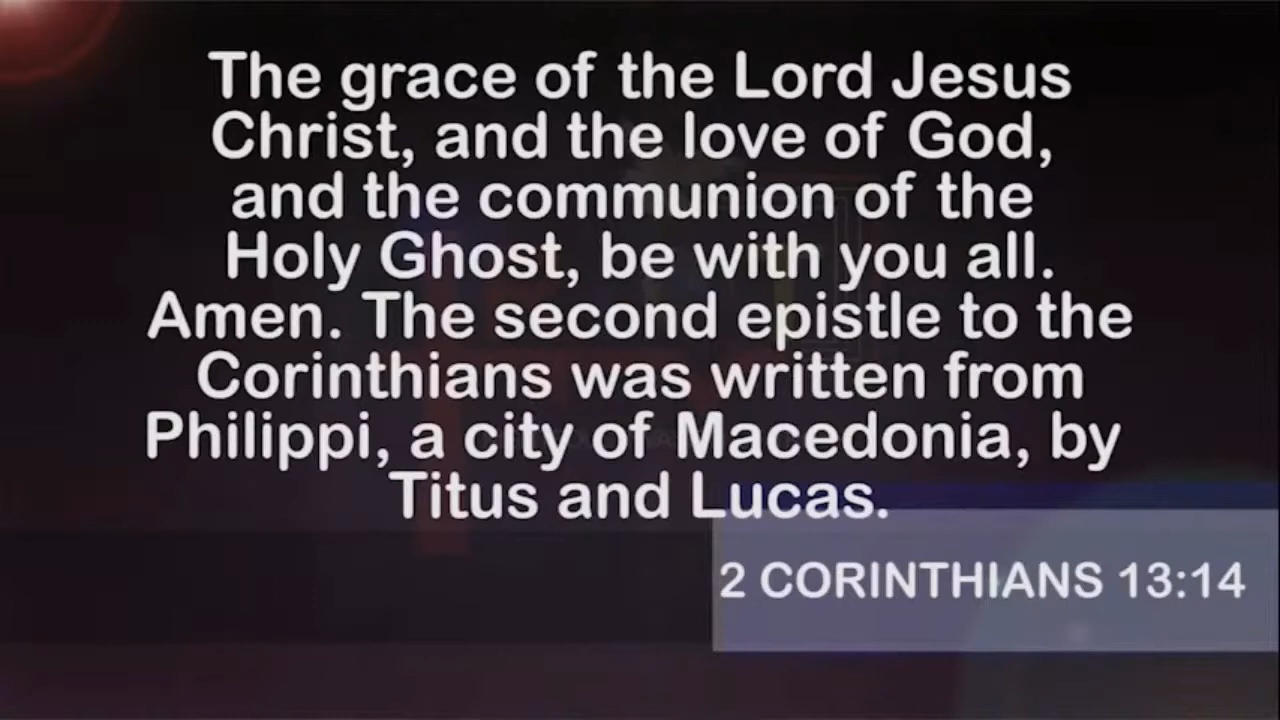 The grace of the Lord Jesus
Christ, and the love of God,
and the communion of the
Holy Ghost, be with you all.
Amen. The second epistle to the
Corinthians was written from
Philippi, a city of Macedonia, by
Titus and Lucas.
2 CORINTHIANS 13:14